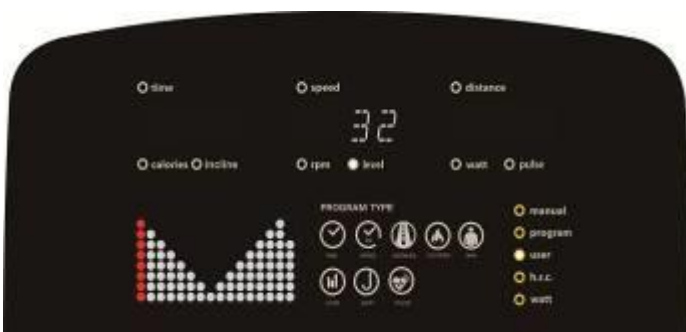 time speed distance
32
calories incline rpm level watt pulse
PROGRAM TYPE
manual
program
user
h.r.c.
watt